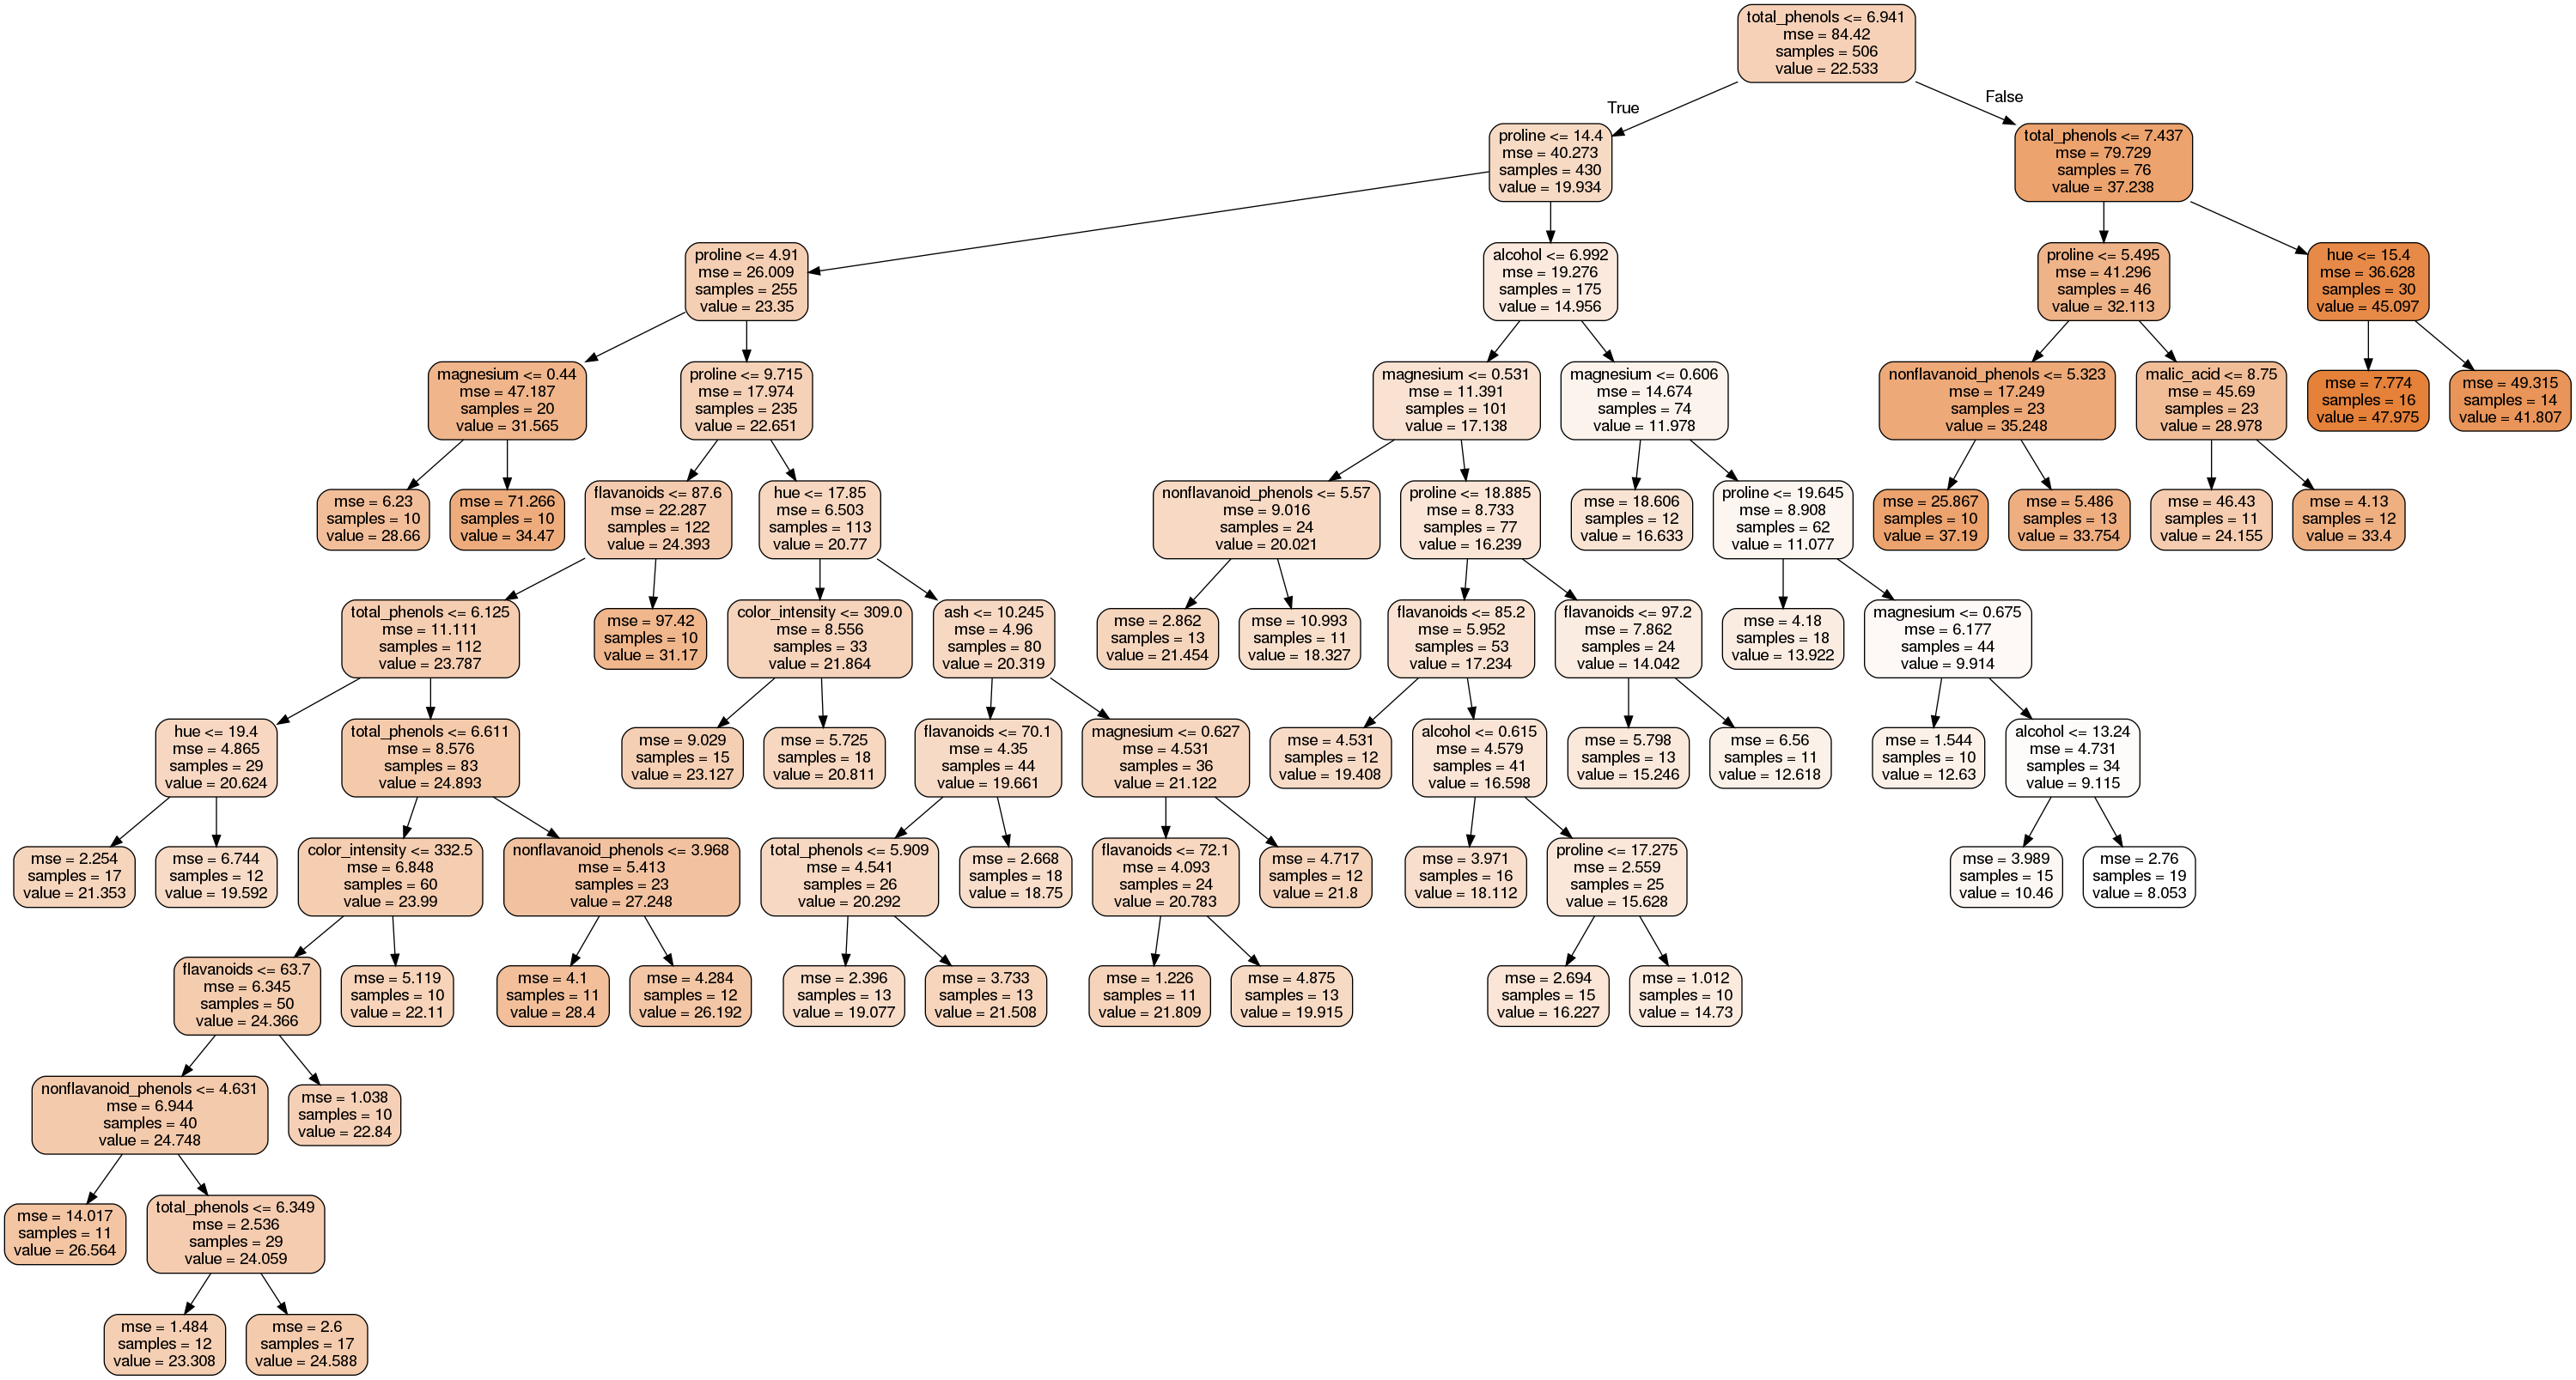 total_phenols <= 6.941
mse = 84.42
samples = 506
value = 22.533
True
False
proline <= 14.4
mse = 40.273
samples = 430
value = 19.934
total_phenols <= 7.437
mse = 79.729
samples = 76
value = 37.238
proline <= 4.91
mse = 26.009
samples = 255
value = 23.35
alcohol <= 6.992
mse = 19.276
samples = 175
value = 14.956
proline <= 5.495
mse = 41.296
samples = 46
value = 32.113
hue <= 15.4
mse = 36.628
samples = 30
value = 45.097
magnesium <= 0.44
mse = 47.187
samples = 20
value = 31.565
proline <= 9.715
mse = 17.974
samples = 235
value = 22.651
magnesium <= 0.531
mse = 11.391
samples = 101
value = 17.138
magnesium <= 0.606
mse = 14.674
samples = 74
value = 11.978
nonflavanoid_phenols <= 5.323
mse = 17.249
samples = 23
value = 35.248
malic_acid <= 8.75
mse = 45.69
samples = 23
value = 28.978
mse = 7.774
samples = 16
value = 47.975
mse = 49.315
samples = 14
value = 41.807
mse = 6.23
samples = 10
value = 28.66
mse = 71.266
samples = 10
value = 34.47
flavanoids <= 87.6
mse = 22.287
samples = 122
value = 24.393
hue <= 17.85
mse = 6.503
samples = 113
value = 20.77
nonflavanoid_phenols <= 5.57
mse = 9.016
samples = 24
value = 20.021
proline <= 18.885
mse = 8.733
samples = 77
value = 16.239
mse = 18.606
samples = 12
value = 16.633
proline <= 19.645
mse = 8.908
samples = 62
value = 11.077
mse = 25.867
samples = 10
value = 37.19
mse = 5.486
samples = 13
value = 33.754
mse = 46.43
samples = 11
value = 24.155
mse = 4.13
samples = 12
value = 33.4
total_phenols <= 6.125
mse = 11.111
samples = 112
value = 23.787
mse = 97.42
samples = 10
value = 31.17
color_intensity <= 309.0
mse = 8.556
samples = 33
value = 21.864
ash <= 10.245
mse = 4.96
samples = 80
value = 20.319
mse = 2.862
samples = 13
value = 21.454
mse = 10.993
samples = 11
value = 18.327
flavanoids <= 85.2
mse = 5.952
samples = 53
value = 17.234
flavanoids <= 97.2
mse = 7.862
samples = 24
value = 14.042
mse = 4.18
samples = 18
value = 13.922
magnesium <= 0.675
mse = 6.177
samples = 44
value = 9.914
hue <= 19.4
mse = 4.865
samples = 29
value = 20.624
total_phenols <= 6.611
mse = 8.576
samples = 83
value = 24.893
mse = 9.029
samples = 15
value = 23.127
mse = 5.725
samples = 18
value = 20.811
flavanoids <= 70.1
mse = 4.35
samples = 44
value = 19.661
magnesium <= 0.627
mse = 4.531
samples = 36
value = 21.122
mse = 4.531
samples = 12
value = 19.408
alcohol <= 0.615
mse = 4.579
samples = 41
value = 16.598
mse = 5.798
samples = 13
value = 15.246
mse = 6.56
samples = 11
value = 12.618
mse = 1.544
samples = 10
value = 12.63
alcohol <= 13.24
mse = 4.731
samples = 34
value = 9.115
mse = 2.254
samples = 17
value = 21.353
mse = 6.744
samples = 12
value = 19.592
color_intensity <= 332.5
mse = 6.848
samples = 60
value = 23.99
nonflavanoid_phenols <= 3.968
mse = 5.413
samples = 23
value = 27.248
total_phenols <= 5.909
mse = 4.541
samples = 26
value = 20.292
mse = 2.668
samples = 18
value = 18.75
flavanoids <= 72.1
mse = 4.093
samples = 24
value = 20.783
mse = 4.717
samples = 12
value = 21.8
mse = 3.971
samples = 16
value = 18.112
proline <= 17.275
mse = 2.559
samples = 25
value = 15.628
mse = 3.989
samples = 15
value = 10.46
mse = 2.76
samples = 19
value = 8.053
flavanoids <= 63.7
mse = 6.345
samples = 50
value = 24.366
mse = 5.119
samples = 10
value = 22.11
mse = 4.1
samples = 11
value = 28.4
mse = 4.284
samples = 12
value = 26.192
mse = 2.396
samples = 13
value = 19.077
mse = 3.733
samples = 13
value = 21.508
mse = 1.226
samples = 11
value = 21.809
mse = 4.875
samples = 13
value = 19.915
mse = 2.694
samples = 15
value = 16.227
mse = 1.012
samples = 10
value = 14.73
nonflavanoid_phenols <= 4.631
mse = 6.944
samples = 40
value = 24.748
mse = 1.038
samples = 10
value = 22.84
mse = 14.017
samples = 11
value = 26.564
total_phenols <= 6.349
mse = 2.536
samples = 29
value = 24.059
mse = 1.484
samples = 12
value = 23.308
mse = 2.6
samples = 17
value = 24.588